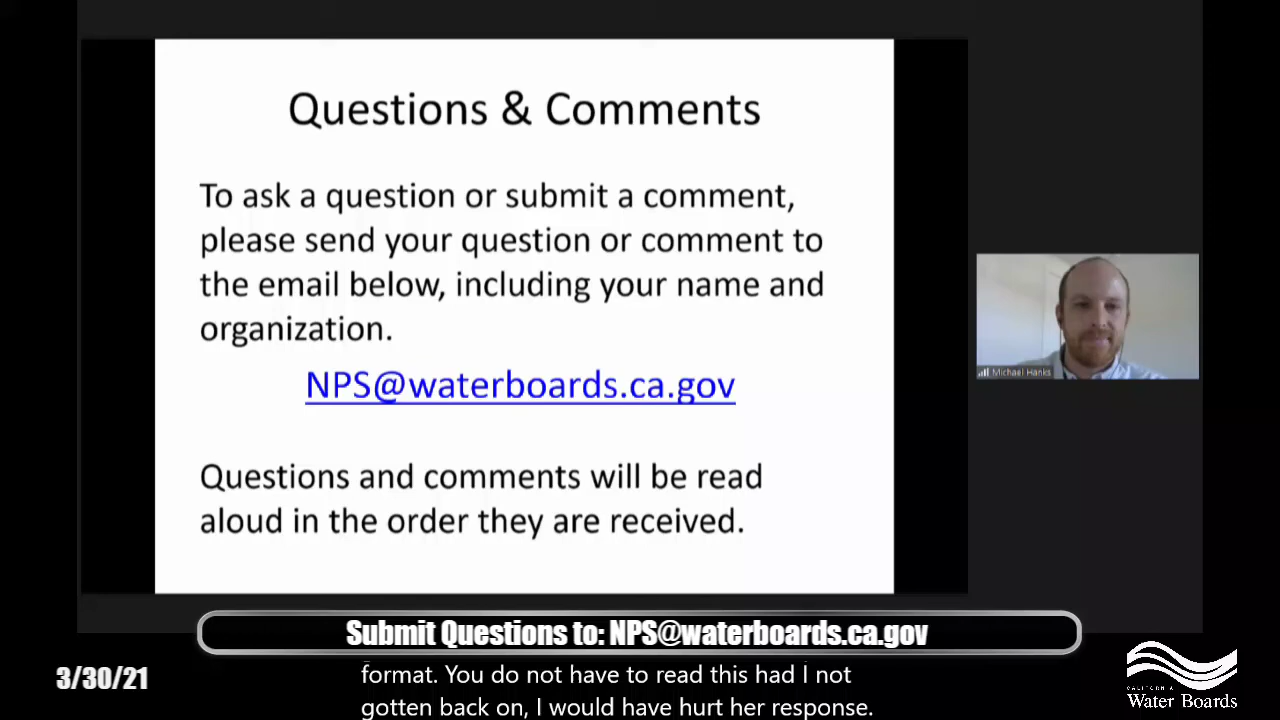 Questions & Comments
To ask a question or submit a comment,
please send your question or comment to
the email below, including your name and
organization.
NPS@waterboards.ca.gov
Questions and comments will be read
aloud in the order they are received.
Michael Hanks
Submit Questions to: NPS@waterboards.ca.gov
format. You do not have to read this had I not
gotten back on, I would have hurt her response.
3/30/21
CALIFORNIA
Water Boards